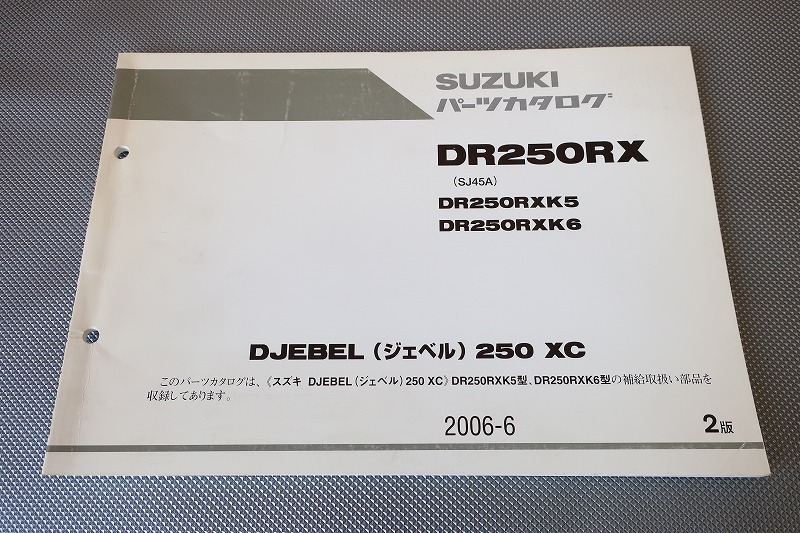 SUZUKI
パーツカタログ
DR250RX
（SJ45A）
DR250RXK5
DR250RXK6
DJEBEL（ジェベル）250 XC
このパーツカタログは、《スズキ DJEBEL（ジェベル）250 XC》DR250RXK5型、DR250RXK6型の補給取扱い部品を
収録してあります。
2006-6
2版